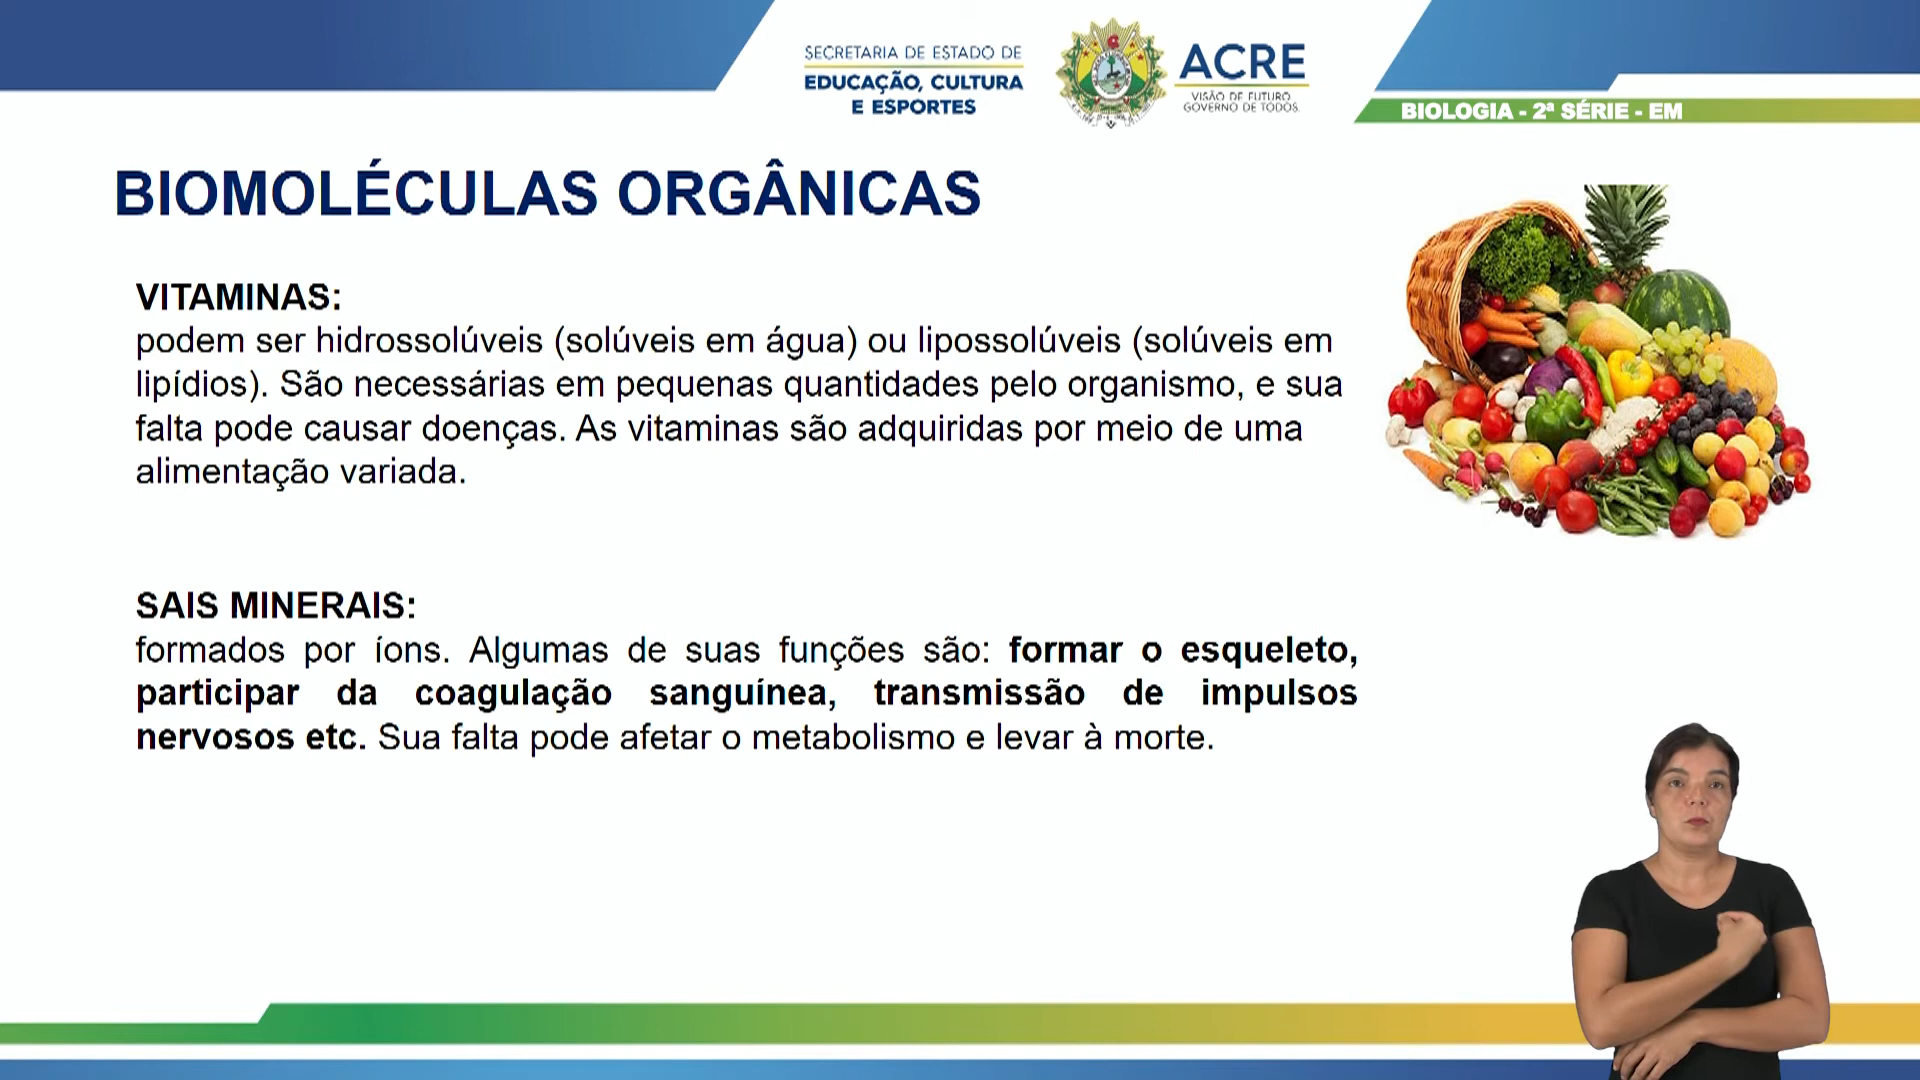 SECRETARIA DE ESTADO DE
EDUCAÇÃO, CULTURA
E ESPORTES
ACRE
VISÃO DE FUTURO
GOVERNO DE TODOS.
BIOLOGIA - 2ª SÉRIE - EM
BIOMOLÉCULAS ORGÂNICAS
VITAMINAS:
podem ser hidrossolúveis (solúveis em água) ou lipossolúveis (solúveis em
lipídios). São necessárias em pequenas quantidades pelo organismo, e sua
falta pode causar doenças. As vitaminas são adquiridas por meio de uma
alimentação variada.
SAIS MINERAIS:
formados por íons. Algumas de suas funções são: formar o esqueleto,
participar da coagulação sanguínea, transmissão de impulsos
nervosos etc. Sua falta pode afetar o metabolismo e levar à morte.